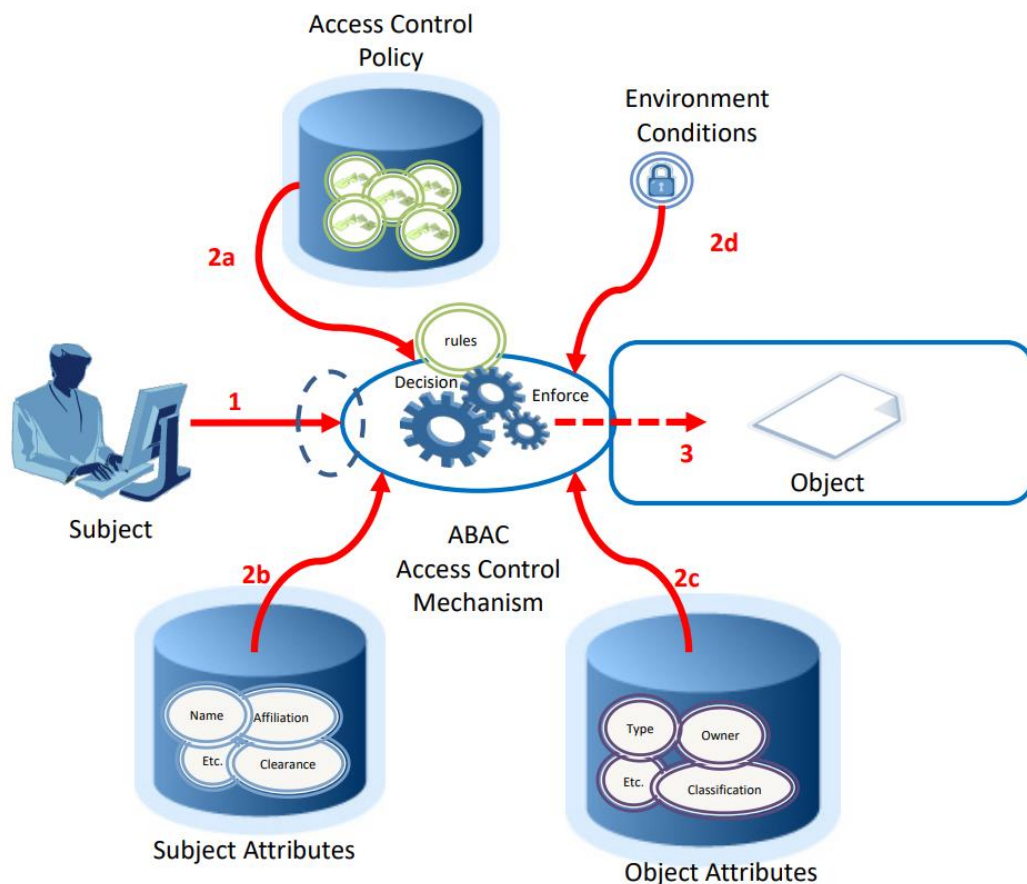 Access Control
Policy
Environment
Conditions
2a
2d
rules
Decision
Enforce
1
3
Subject
Object
ABAC
Access Control
Mechanism
2b
2c
Name
Affiliation
Etc.
Clearance
Type
Owner
Etc.
Classification
Subject Attributes
Object Attributes